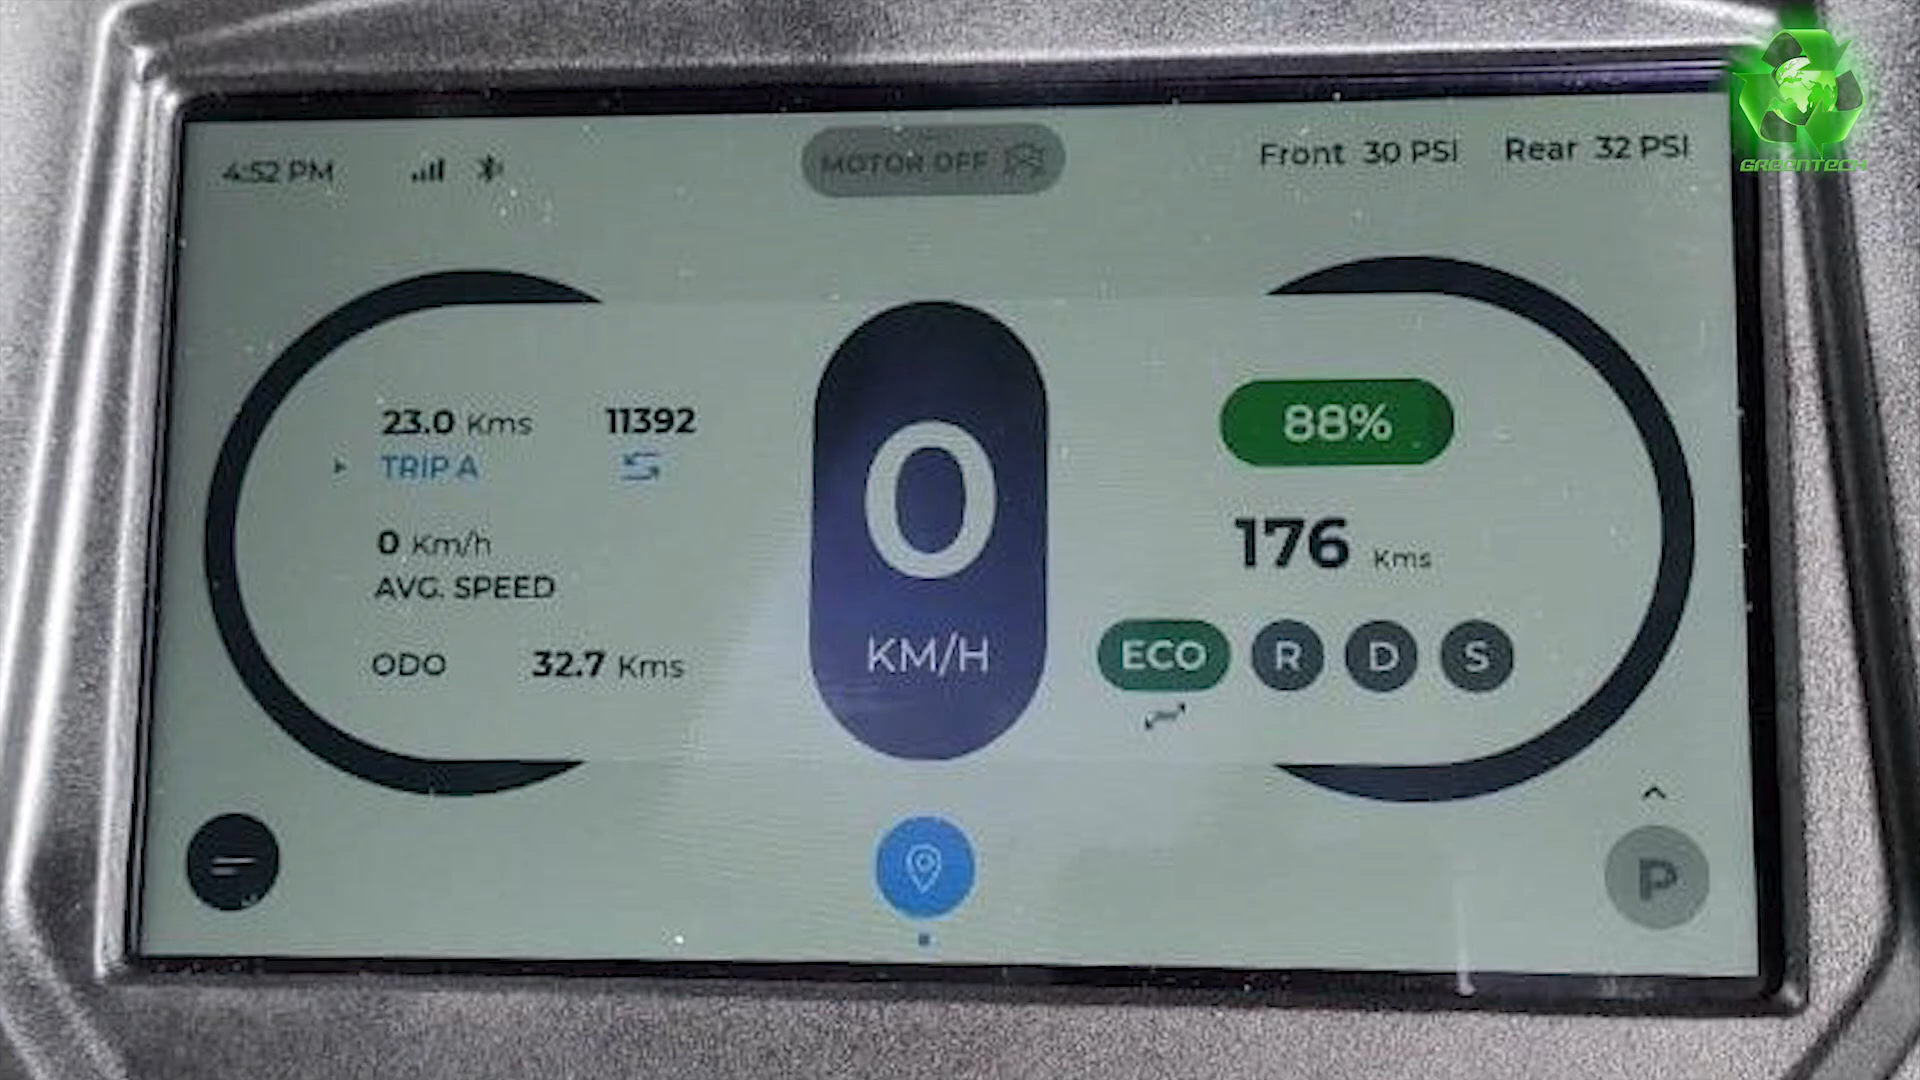 4:52 PM
MOTOR OFF
Front 30 PSI Rear 32 PSI
GREENTECH
23.0 Kms 11392
TRIP A
0 Km/h
AVG. SPEED
ODO 32.7 Kms
0
KM/H
88%
176 Kms
ECO R D S
P